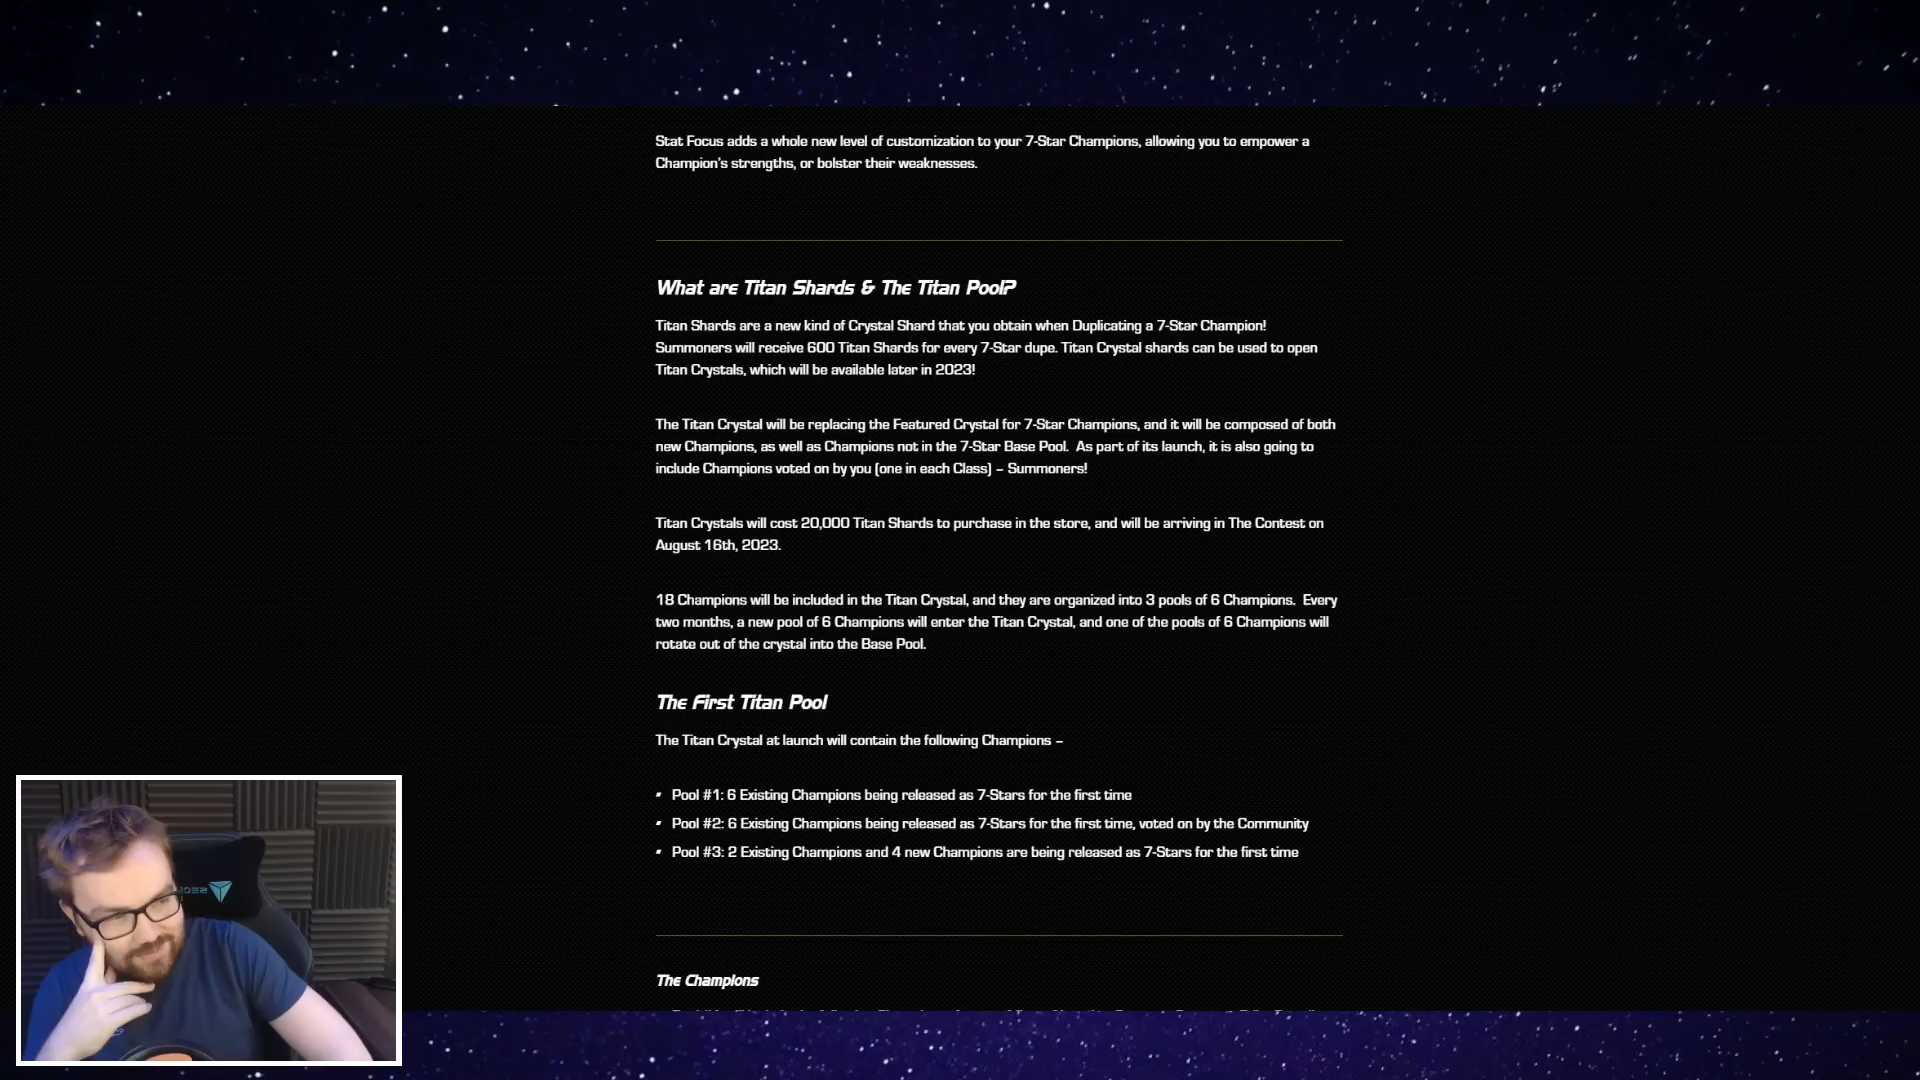 Stat Focus adds a whole new level of customization to your 7-Star Champions, allowing you to empower a
Champion's strengths, or bolster their weaknesses.
What are Titan Shards & The Titan Pool?
Titan Shards are a new kind of Crystal Shard that you obtain when Duplicating a 7-Star Champion!
Summoners will receive 600 Titan Shards for every 7-Star dupe. Titan Crystal shards can be used to open
Titan Crystals, which will be available later in 2023!
The Titan Crystal will be replacing the Featured Crystal for 7-Star Champions, and it will be composed of both
new Champions, as well as Champions not in the 7-Star Base Pool. As part of its launch, it is also going to
include Champions voted on by you (one in each Class) – Summoners!
Titan Crystals will cost 20,000 Titan Shards to purchase in the store, and will be arriving in The Contest on
August 16th, 2023.
18 Champions will be included in the Titan Crystal, and they are organized into 3 pools of 6 Champions. Every
two months, a new pool of 6 Champions will enter the Titan Crystal, and one of the pools of 6 Champions will
rotate out of the crystal into the Base Pool.
The First Titan Pool
The Titan Crystal at launch will contain the following Champions –
Pool #1: 6 Existing Champions being released as 7-Stars for the first time
Pool #2: 6 Existing Champions being released as 7-Stars for the first time, voted on by the Community
Pool #3: 2 Existing Champions and 4 new Champions are being released as 7-Stars for the first time
The Champions